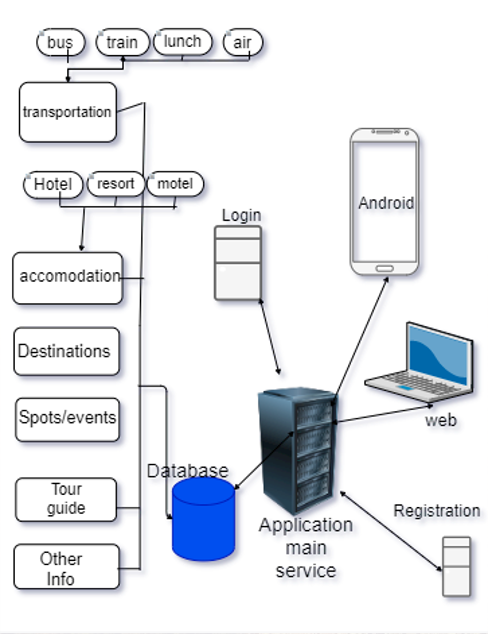 bus
train
lunch
air
transportation
Hotel
resort
motel
accomodation
Login
Android
Destinations
Spots/events
web
Database
Tour
guide
Other
Info
Application
main
service
Registration